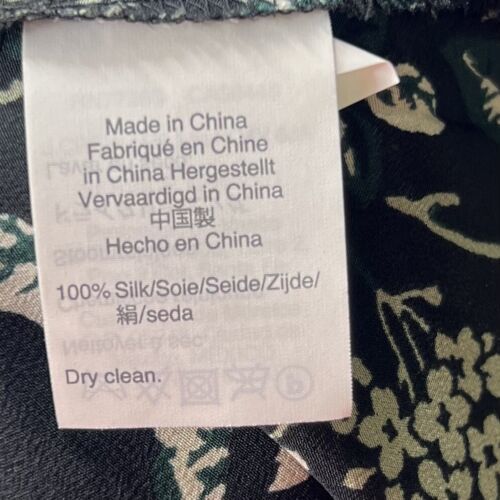 Made in China
Fabriqué en Chine
in China Hergestellt
Vervaardigd in China
中国製
Hecho en China
100% Silk/Soie/Seide/Zijde/
絹/seda
Dry clean.